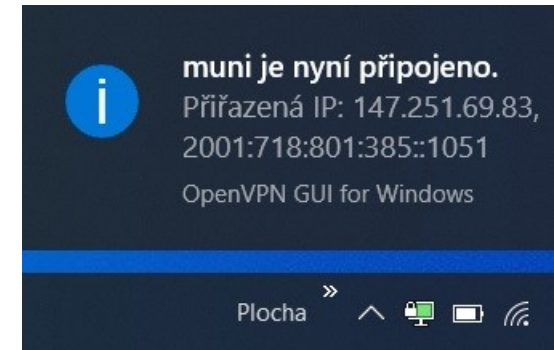 muni je nyní připojeno.
Přiřazená IP: 147.251.69.83,
2001:718:801:385::1051
OpenVPN GUI for Windows
Plocha »